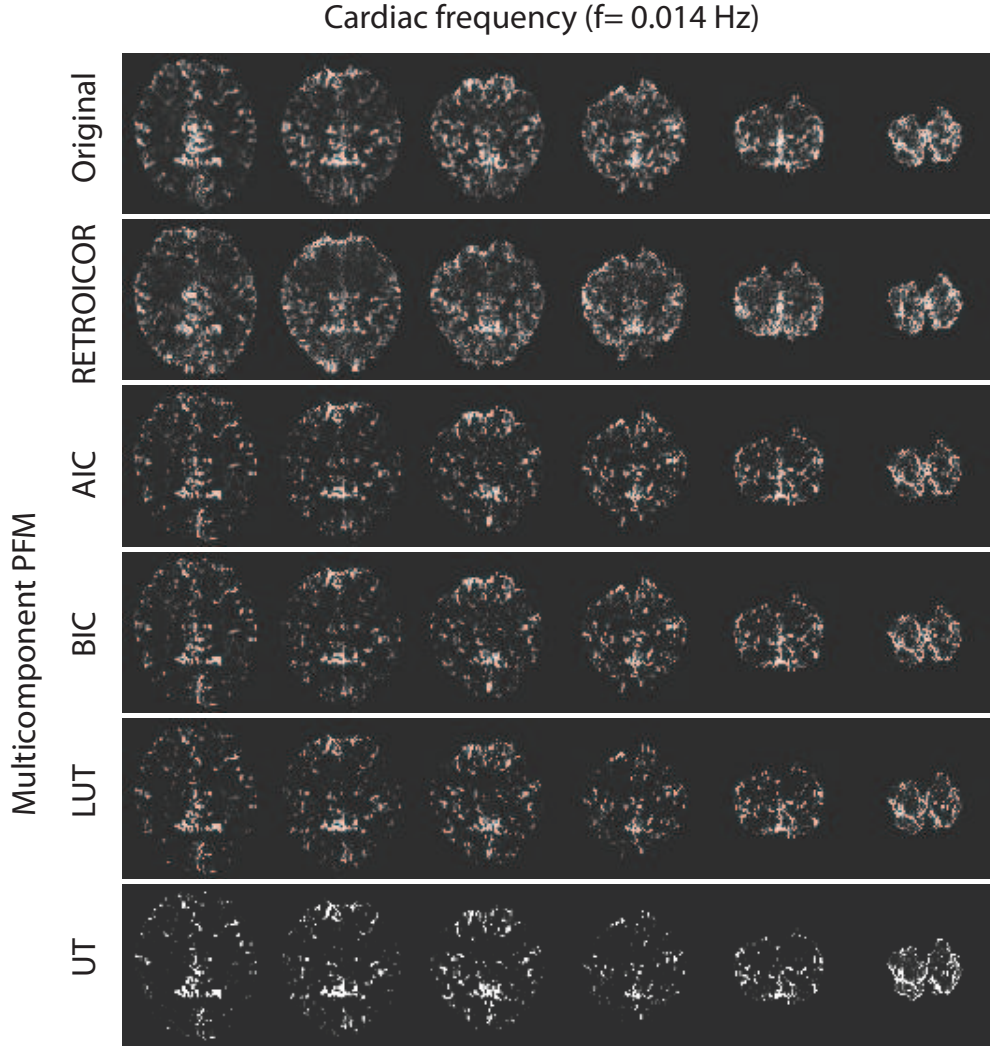 Cardiac frequency (f= 0.014 Hz)
Original
RETROICOR
Multicomponent PFM
AIC
BIC
LUT
UT